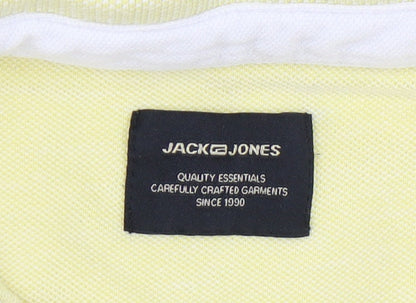 JACK JONES
QUALITY ESSENTIALS
CAREFULLY CRAFTED GARMENTS
SINCE 1990